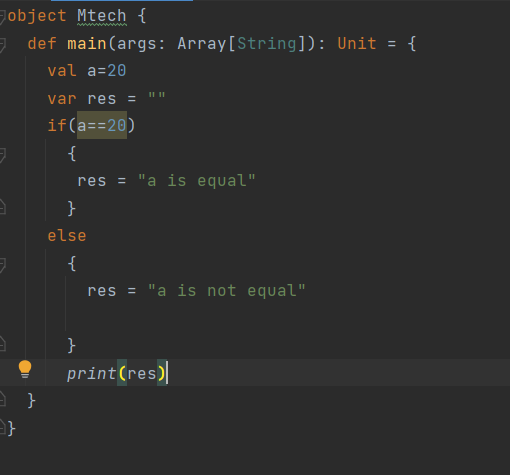 object Mtech {
  def main(args: Array[String]): Unit = {
    val a=20
    var res = ""
    if(a==20)
      {
       res = "a is equal"
      }
    else
      {
        res = "a is not equal"

      }
      print(res)
  }
}